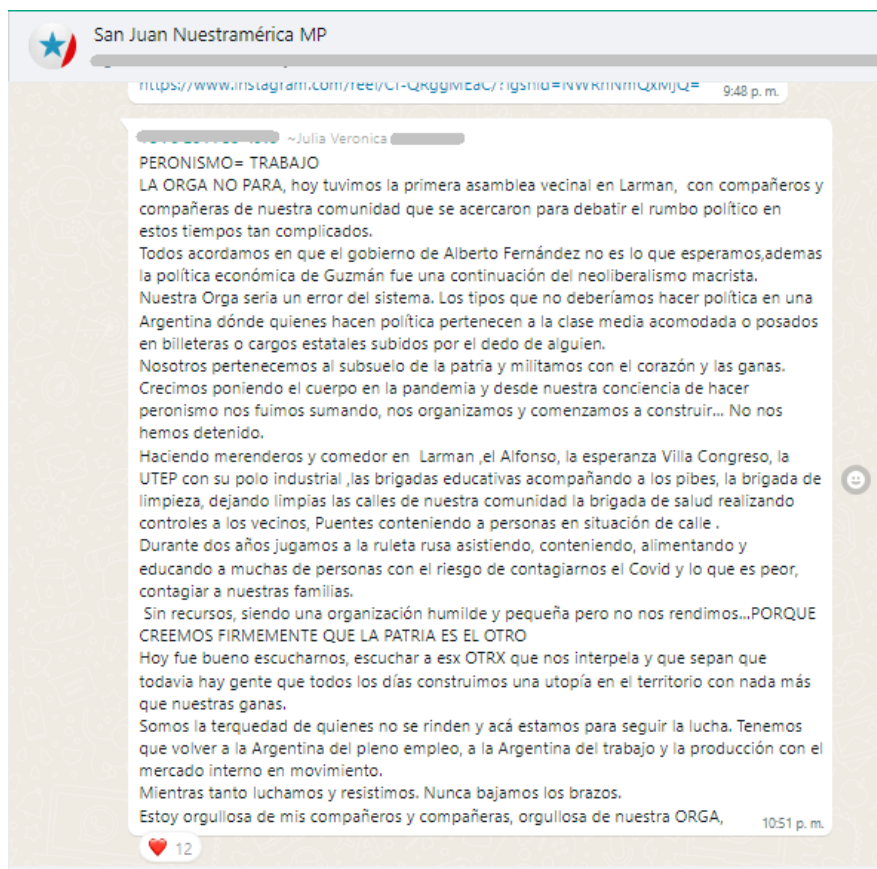 San Juan Nuestramérica MP
9:48 p. m.
~Julia Veronica
PERONISMO= TRABAJO
LA ORGA NO PARA, hoy tuvimos la primera asamblea vecinal en Larman, con compañeros y
compañeras de nuestra comunidad que se acercaron para debatir el rumbo político en
estos tiempos tan complicados.
Todos acordamos en que el gobierno de Alberto Fernández no es lo que esperamos,ademas
la política económica de Guzmán fue una continuación del neoliberalismo macrista.
Nuestra Orga seria un error del sistema. Los tipos que no deberíamos hacer política en una
Argentina dónde quienes hacen política pertenecen a la clase media acomodada o posados
en billeteras o cargos estatales subidos por el dedo de alguien.
Nosotros pertenecemos al subsuelo de la patria y militamos con el corazón y las ganas.
Crecimos poniendo el cuerpo en la pandemia y desde nuestra conciencia de hacer
peronismo nos fuimos sumando, nos organizamos y comenzamos a construir... No nos
hemos detenido.
Haciendo merenderos y comedor en Larman ,el Alfonso, la esperanza Villa Congreso, la
UTEP con su polo industrial ,las brigadas educativas acompañando a los pibes, la brigada de
limpieza, dejando limpias las calles de nuestra comunidad la brigada de salud realizando
controles a los vecinos, Puentes conteniendo a personas en situación de calle .
Durante dos años jugamos a la ruleta rusa asistiendo, conteniendo, alimentando y
educando a muchas de personas con el riesgo de contagiarnos el Covid y lo que es peor,
contagiar a nuestras familias.
Sin recursos, siendo una organización humilde y pequeña pero no nos rendimos...PORQUE
CREEMOS FIRMEMENTE QUE LA PATRIA ES EL OTRO
Hoy fue bueno escucharnos, escuchar a esx OTRX que nos interpela y que sepan que
todavia hay gente que todos los días construimos una utopía en el territorio con nada más
que nuestras ganas.
Somos la terquedad de quienes no se rinden y acá estamos para seguir la lucha. Tenemos
que volver a la Argentina del pleno empleo, a la Argentina del trabajo y la producción con el
mercado interno en movimiento.
Mientras tanto luchamos y resistimos. Nunca bajamos los brazos.
Estoy orgullosa de mis compañeros y compañeras, orgullosa de nuestra ORGA,
10:51 p. m.
12